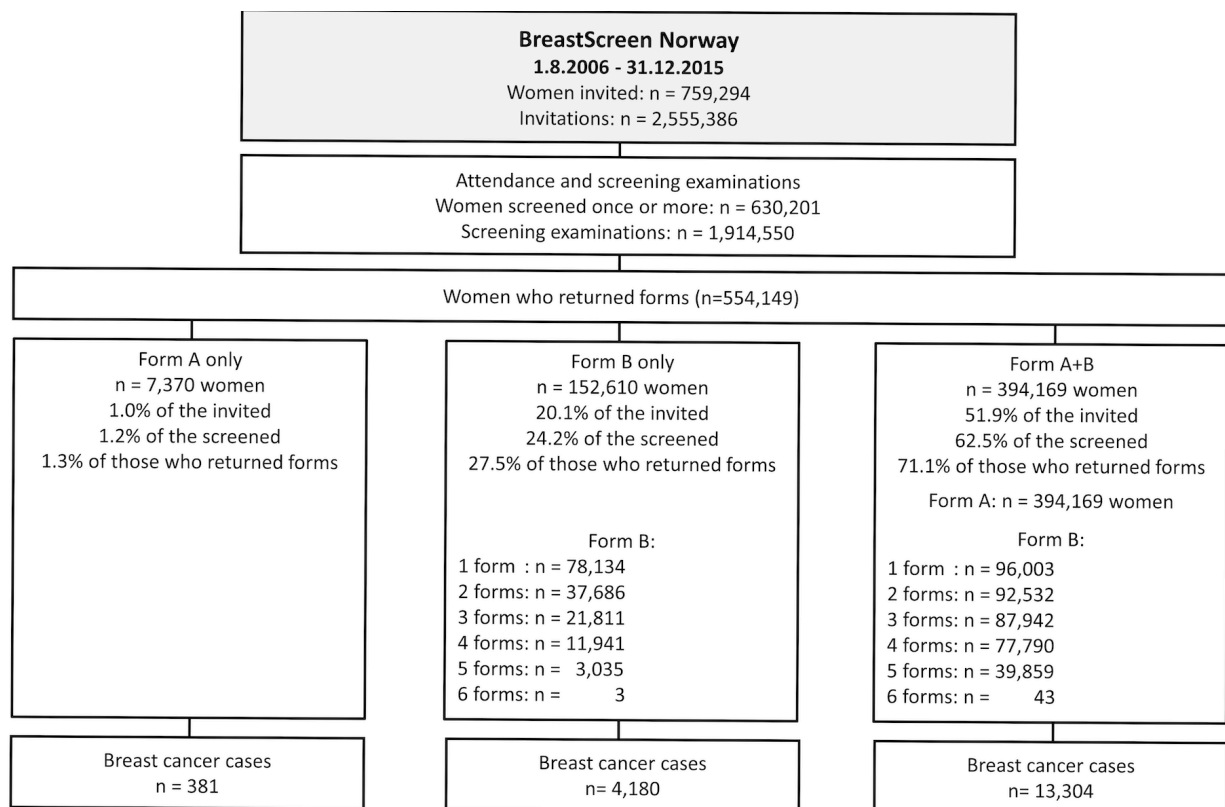 BreastScreen Norway
1.8.2006 - 31.12.2015
Women invited: n = 759,294
Invitations: n = 2,555,386
Attendance and screening examinations
Women screened once or more: n = 630,201
Screening examinations: n = 1,914,550
Women who returned forms (n=554,149)
Form A only
n = 7,370 women
1.0% of the invited
1.2% of the screened
1.3% of those who returned forms
Form B only
n = 152,610 women
20.1% of the invited
24.2% of the screened
27.5% of those who returned forms
Form B:
1 form : n = 78,134
2 forms: n = 37,686
3 forms: n = 21,811
4 forms: n = 11,941
5 forms: n = 3,035
6 forms: n = 3
Form A+B
n = 394,169 women
51.9% of the invited
62.5% of the screened
71.1% of those who returned forms
Form A: n = 394,169 women
Form B:
1 form : n = 96,003
2 forms: n = 92,532
3 forms: n = 87,942
4 forms: n = 77,790
5 forms: n = 39,859
6 forms: n = 43
Breast cancer cases
n = 381
Breast cancer cases
n= 4,180
Breast cancer cases
n= 13,304